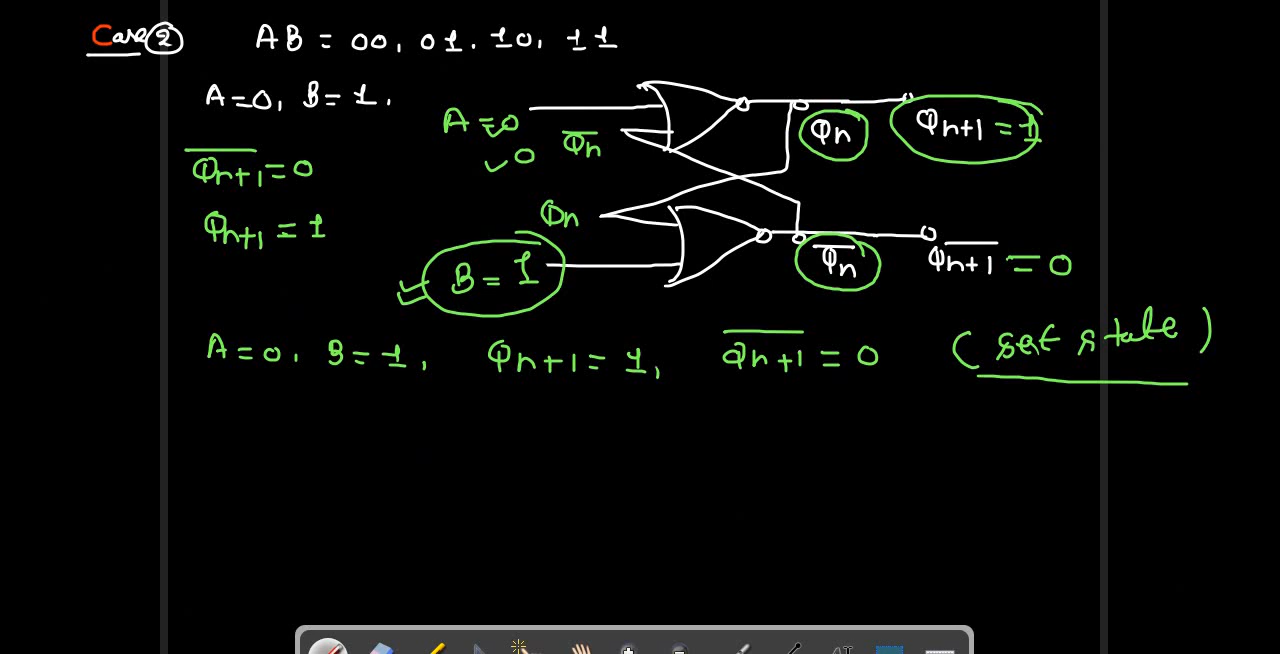 Case 2 AB = 00, 01, 10, 11
A=0, B=1.
A=0
Q̅n
Qn
Qn+1 = 1
0
Q̅n+1 = 0
Qn+1 = 1
Qn
B = 1
Q̅n
Q̅n+1 = 0
A=0, B=1, Qn+1 = 1, Q̅n+1 = 0 (set state)